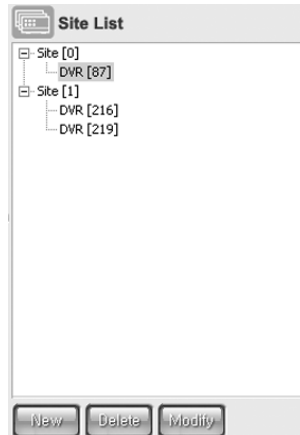 Site List
Site [0]
DVR [87]
Site [1]
DVR [216]
DVR [219]
New Delete Modify